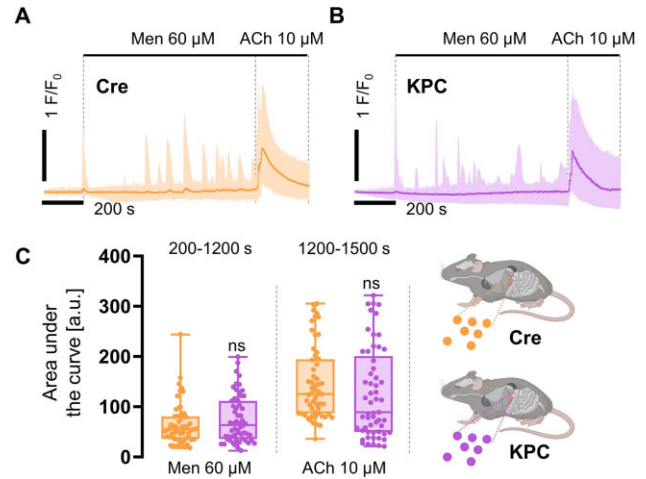 A
Men 60 µM ACh 10 µM
Cre
1 F/F0
200 s
B
Men 60 µM ACh 10 µM
KPC
1 F/F0
200 s
C
200-1200 s 1200-1500 s
Area under
the curve [a.u.]
400
300
200
100
0
ns
ns
Men 60 µM ACh 10 µM
Cre
KPC